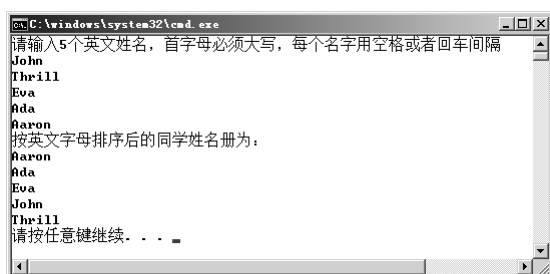 C:\windows\system32\cmd.exe
请输入5个英文姓名，首字母必须大写，每个名字用空格或者回车间隔
John
Thrill
Eva
Ada
Aaron
按英文字母排序后的同学姓名册为：
Aaron
Ada
Eva
John
Thrill
请按任意键继续. . .